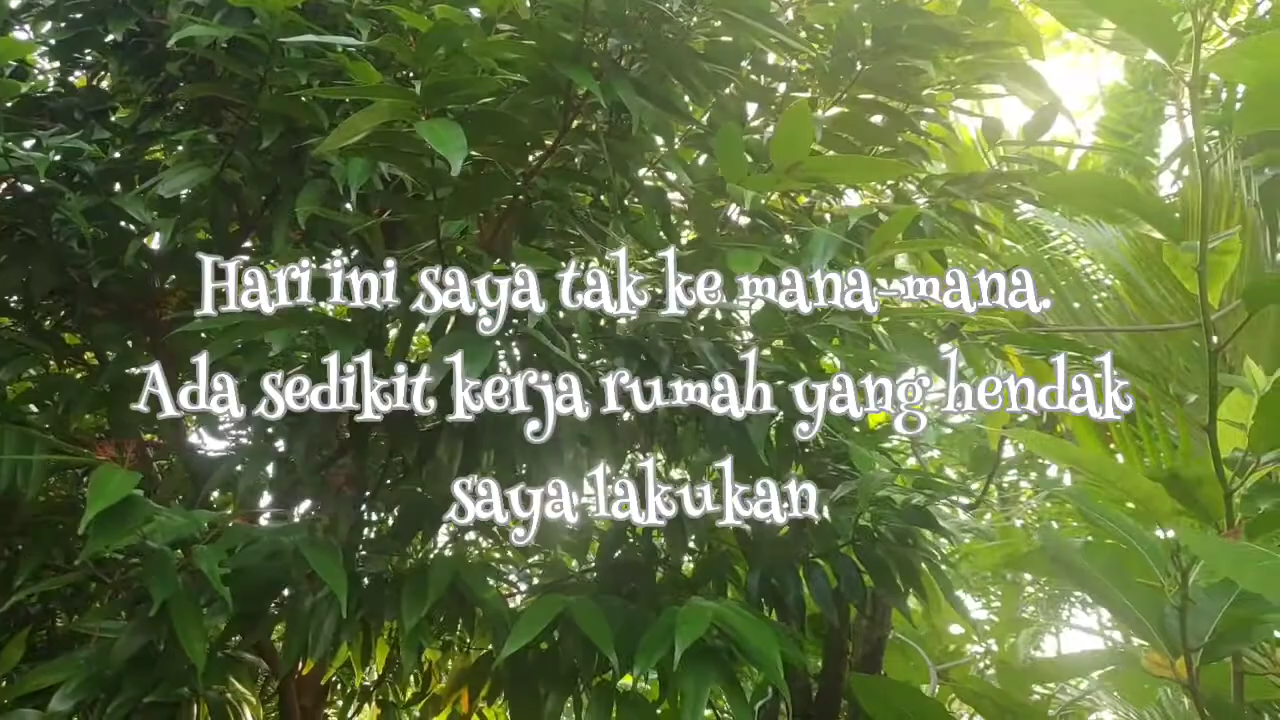 Hari ini saya tak ke mana-mana.
Ada sedikit kerja rumah yang hendak
saya lakukan.